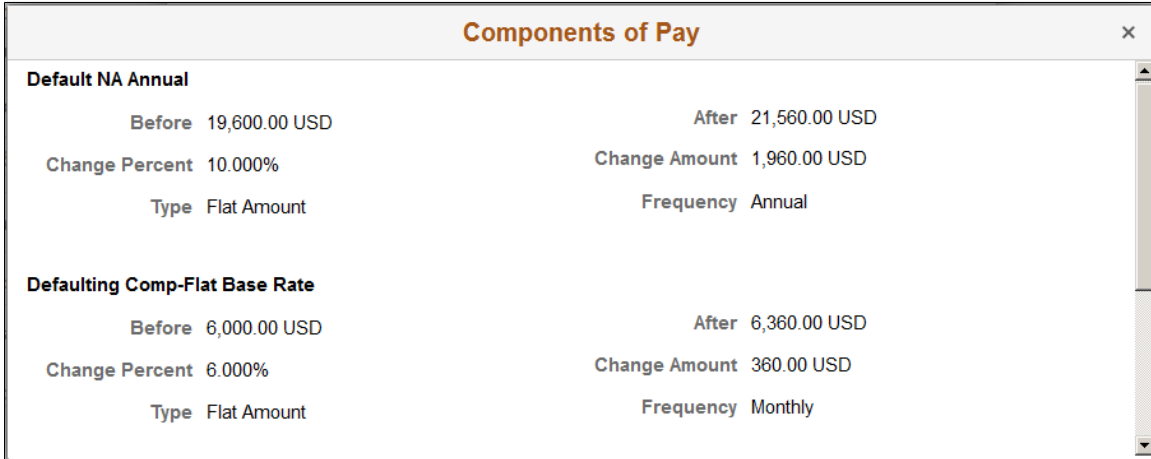 Components of Pay ×
Default NA Annual
Before 19,600.00 USD After 21,560.00 USD
Change Percent 10.000% Change Amount 1,960.00 USD
Type Flat Amount Frequency Annual
Defaulting Comp-Flat Base Rate
Before 6,000.00 USD After 6,360.00 USD
Change Percent 6.000% Change Amount 360.00 USD
Type Flat Amount Frequency Monthly